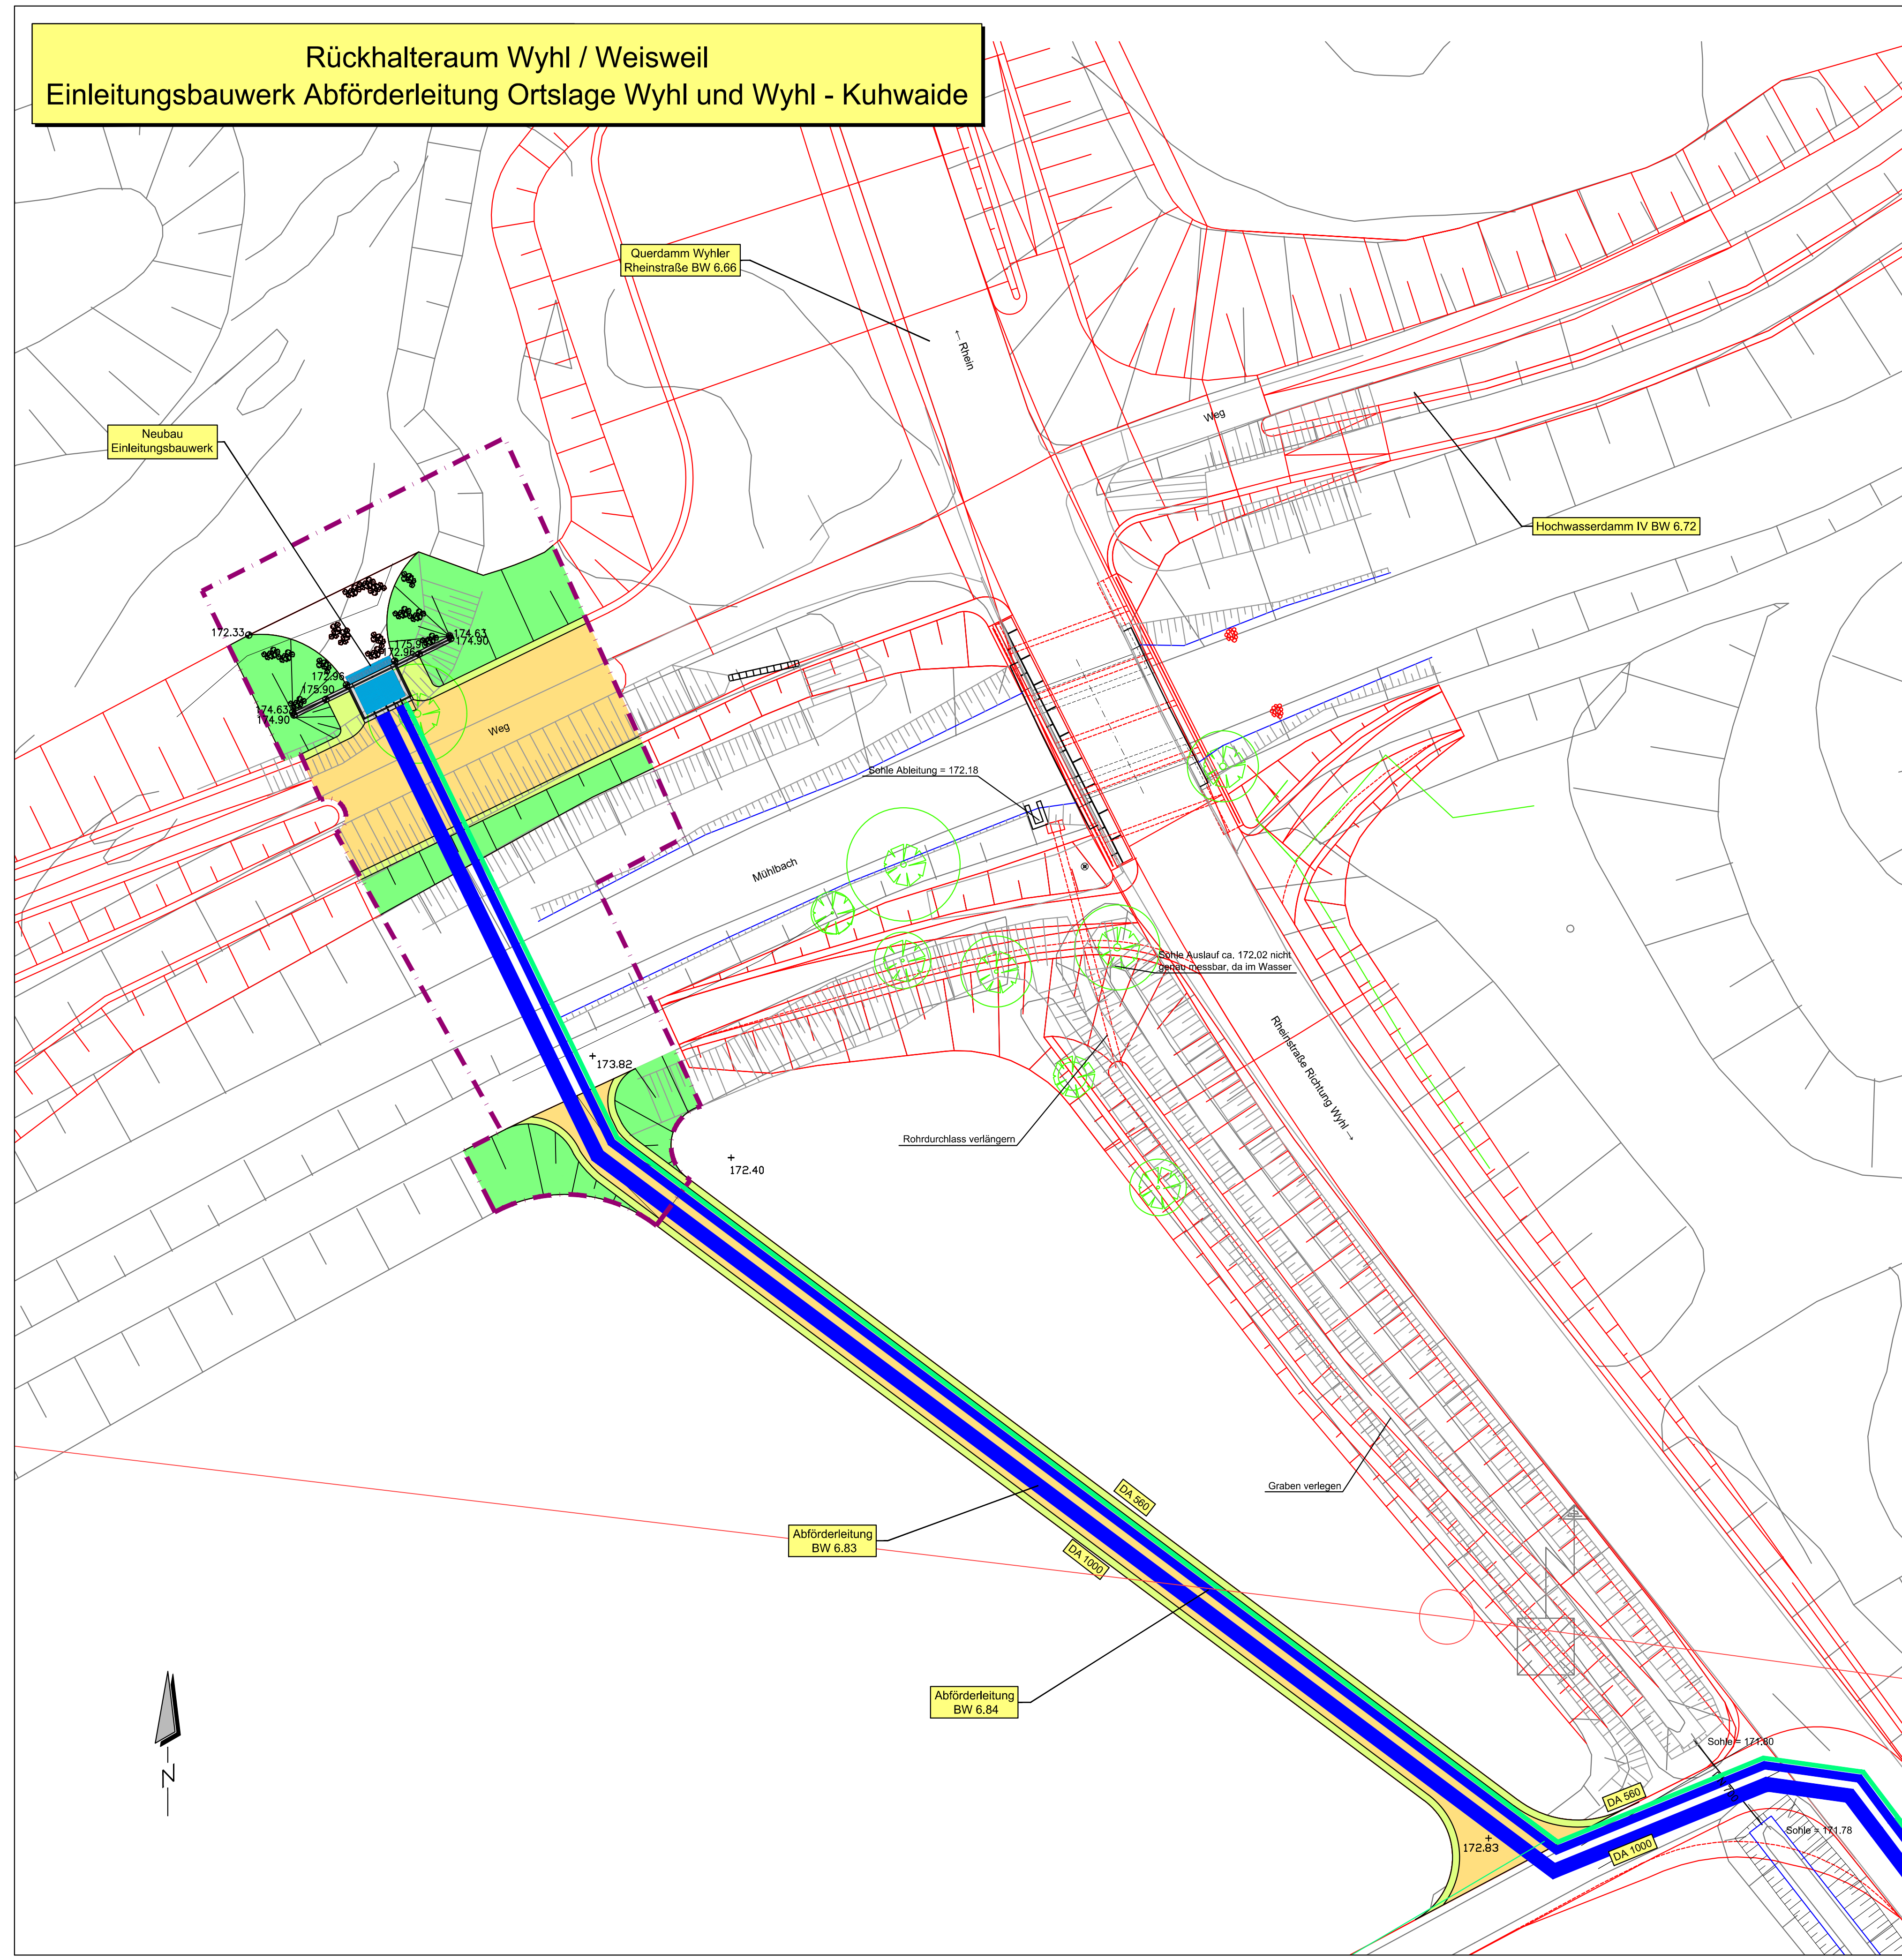 Rückhalteraum Wyhl / Weisweil
Einleitungsbauwerk Abförderleitung Ortslage Wyhl und Wyhl - Kuhwaide
Querdamm Wyhler
Rheinstraße BW 6.66
← Rhein
Weg
Neubau
Einleitungsbauwerk
Hochwasserdamm IV BW 6.72
172.33
174.63
174.90
172.96
172.96
175.90
174.63
174.90
Weg
Sohle Ableitung = 172.18
Mühlbach
Sohle Auslauf ca. 172,02 nicht
genau messbar, da im Wasser
Rheinstraße Richtung Wyhl →
173.82
Rohrdurchlass verlängern
172.40
Graben verlegen
DA 560
Abförderleitung
BW 6.83
DA 1000
Abförderleitung
BW 6.84
N
Sohle = 171.80
DA 560
Sohle = 171.78
172.83
DA 1000